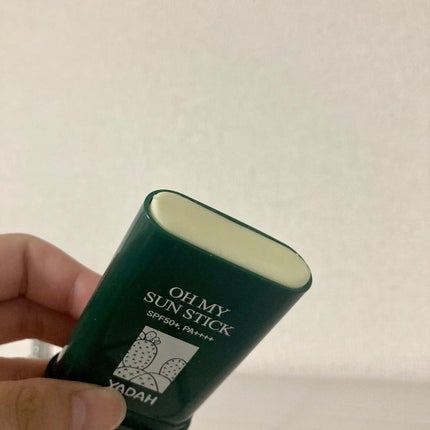 OH MY
SUN STICK
SPF50+, PA++++
YADAH